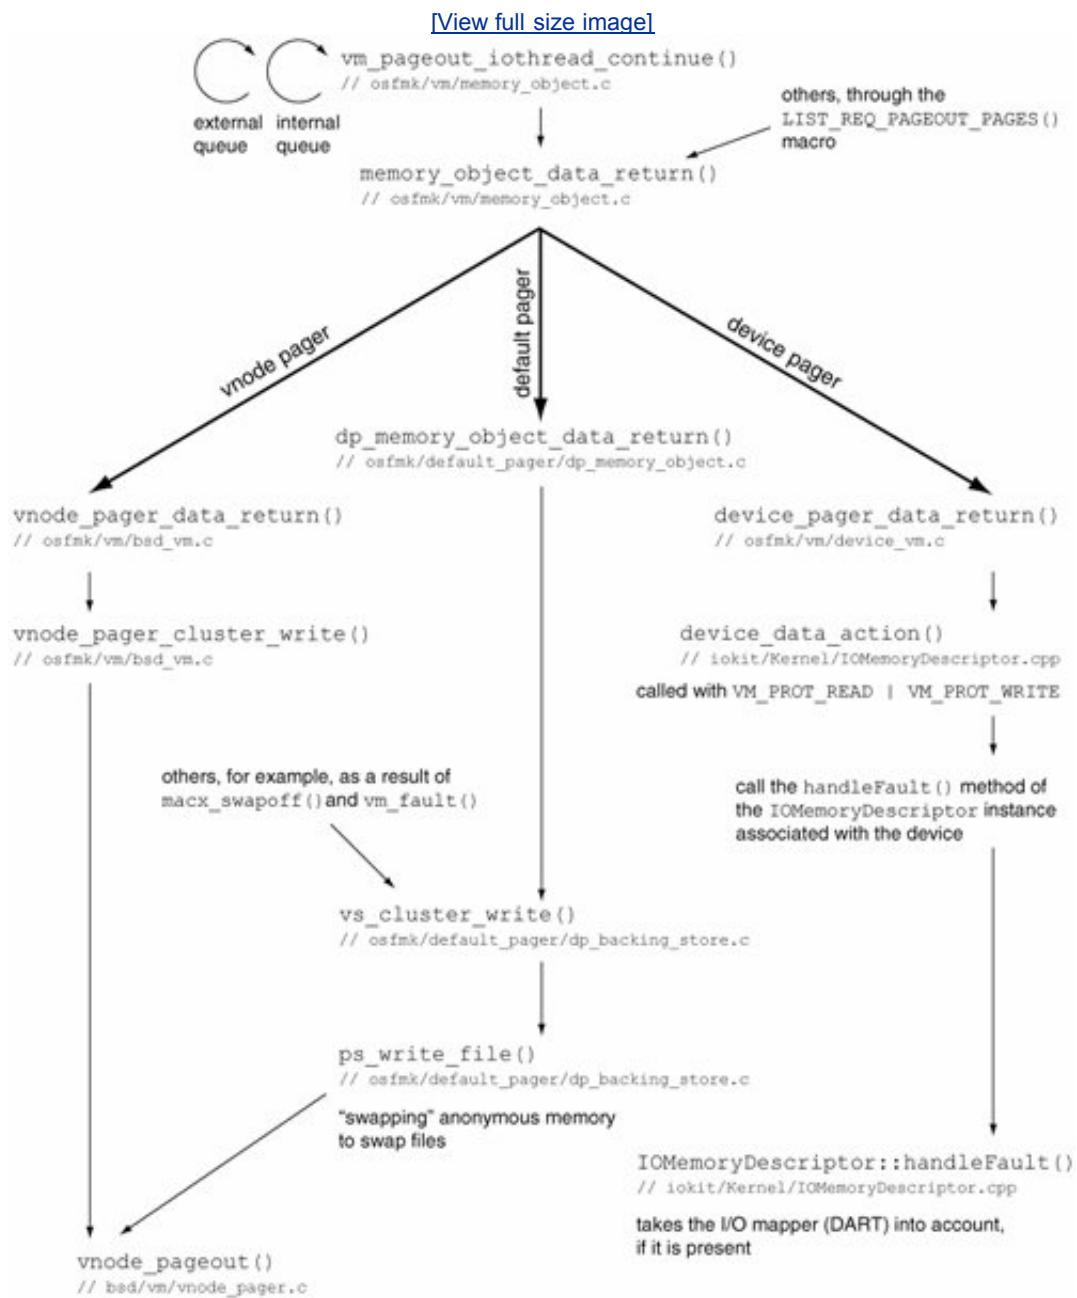 [View full size image]
vm_pageout_iothread_continue()
// osfmk/vm/memory_object.c
external
queue
internal
queue
others, through the
LIST_REQ_PAGEOUT_PAGES()
macro
memory_object_data_return()
// osfmk/vm/memory_object.c
vnode pager
default pager
device pager
dp_memory_object_data_return()
// osfmk/default_pager/dp_memory_object.c
vnode_pager_data_return()
// osfmk/vm/bsd_vm.c
device_pager_data_return()
// osfmk/vm/device_vm.c
vnode_pager_cluster_write()
// osfmk/vm/bsd_vm.c
device_data_action()
// iokit/Kernel/IOMemoryDescriptor.cpp
called with VM_PROT_READ | VM_PROT_WRITE
others, for example, as a result of
macx_swapoff() and vm_fault()
call the handleFault() method of
the IOMemoryDescriptor instance
associated with the device
vs_cluster_write()
// osfmk/default_pager/dp_backing_store.c
ps_write_file()
// osfmk/default_pager/dp_backing_store.c
“swapping” anonymous memory
to swap files
IOMemoryDescriptor::handleFault()
// iokit/Kernel/IOMemoryDescriptor.cpp
takes the I/O mapper (DART) into account,
if it is present
vnode_pageout()
// bsd/vm/vnode_pager.c